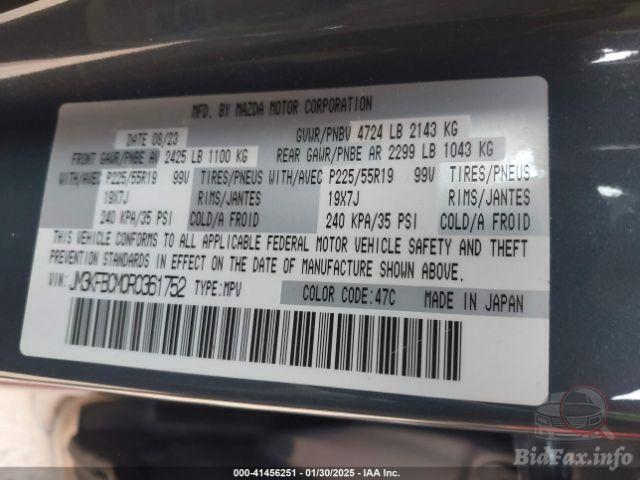 MFD. BY MAZDA MOTOR CORPORATION
DATE 08/23 GVWR/PNBV 4724 LB 2143 KG
FRONT GAWR/PNBE AV 2425 LB 1100 KG REAR GAWR/PNBE AR 2299 LB 1043 KG
WITH/AVEC P225/55R19 99V TIRES/PNEUS WITH/AVEC P225/55R19 99V TIRES/PNEUS
19X7J RIMS/JANTES 19X7J RIMS/JANTES
240 KPA/35 PSI COLD/A FROID 240 KPA/35 PSI COLD/A FROID
THIS VEHICLE CONFORMS TO ALL APPLICABLE FEDERAL MOTOR VEHICLE SAFETY AND THEFT
PREVENTION STANDARDS IN EFFECT ON THE DATE OF MANUFACTURE SHOWN ABOVE.
VIN: JM3KFBCM0R0361752 TYPE:MPV COLOR CODE:47C MADE IN JAPAN
BidFax.info
000-41456251 - 01/30/2025 - IAA Inc.